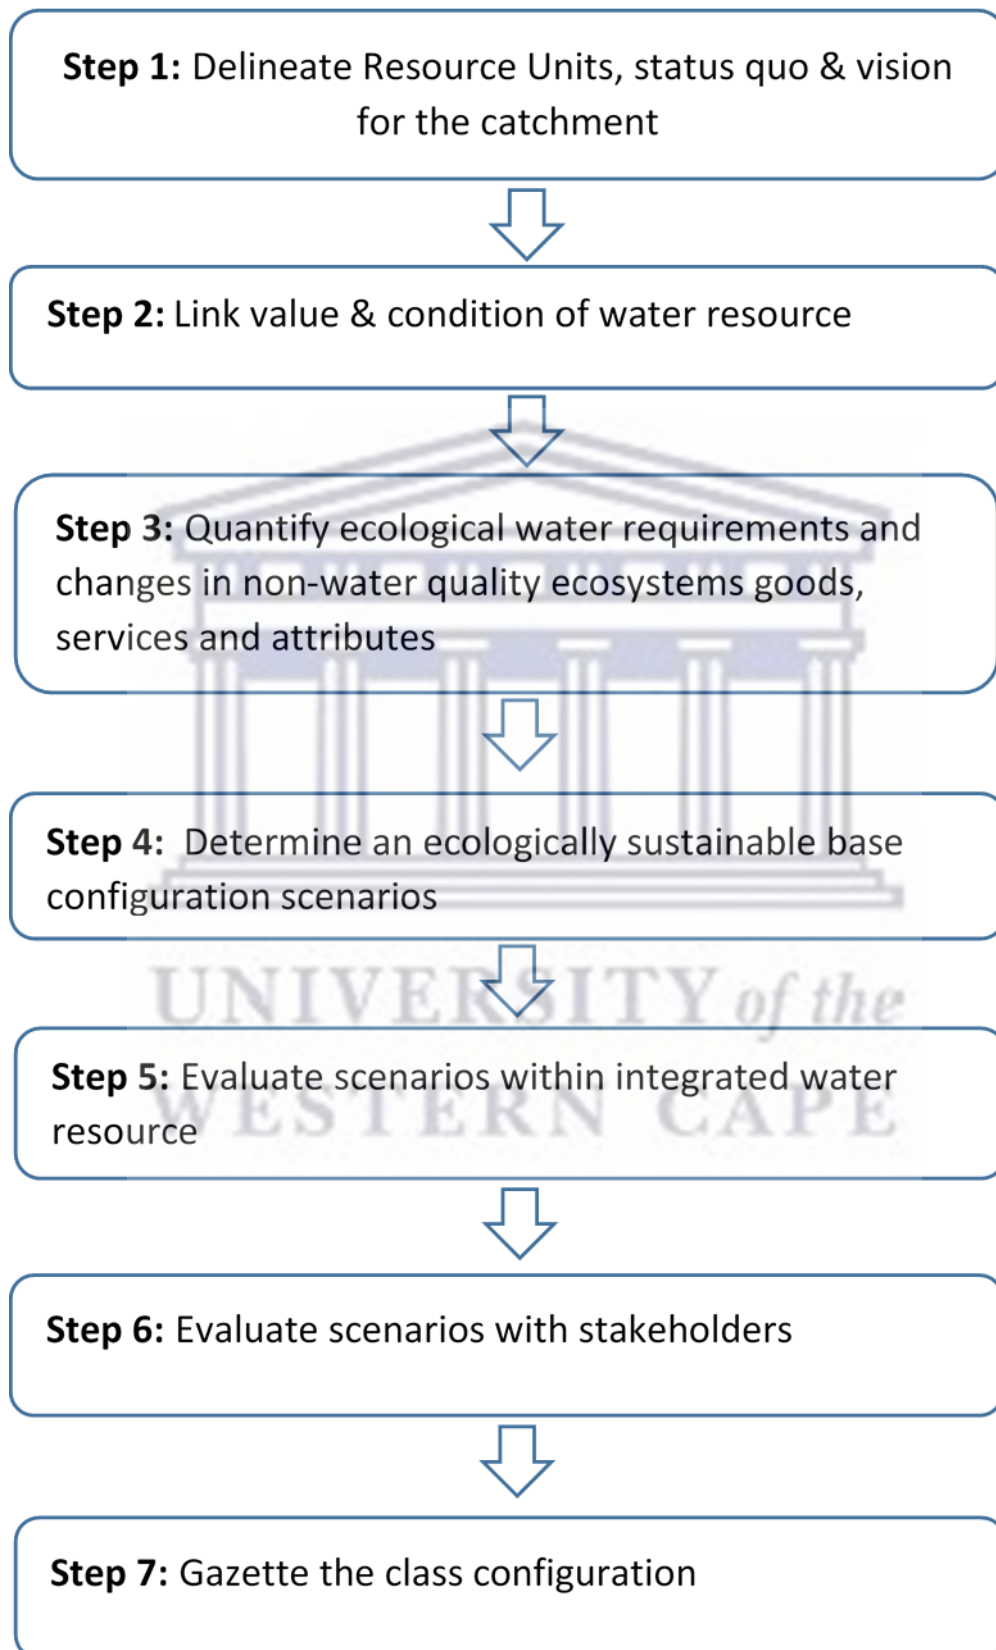 Step 1: Delineate Resource Units, status quo & vision
for the catchment
Step 2: Link value & condition of water resource
Step 3: Quantify ecological water requirements and
changes in non-water quality ecosystems goods,
services and attributes
Step 4:  Determine an ecologically sustainable base
configuration scenarios
UNIVERSITY of the
Step 5: Evaluate scenarios within integrated water
WESTERN CAPE
resource
Step 6: Evaluate scenarios with stakeholders
Step 7: Gazette the class configuration